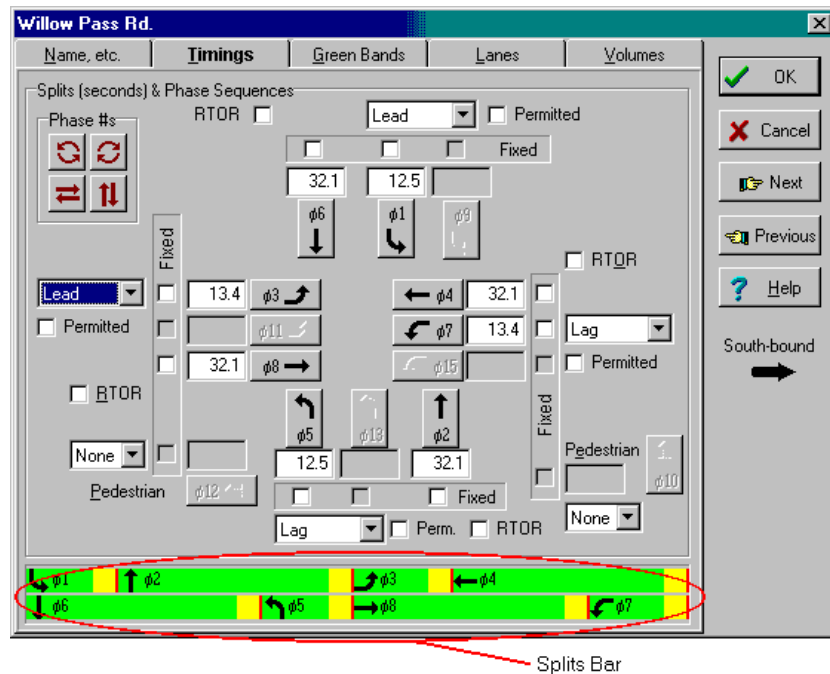 Willow Pass Rd.
Name, etc. Timings Green Bands Lanes Volumes
OK
Cancel
Next
Previous
Help
South-bound
Splits (seconds) & Phase Sequences
Phase #s
RTOR Lead Permitted
Fixed
32.1 12.5
ϕ6 ϕ1 ϕ9
Fixed
RTOR
Lead 13.4 ϕ3 ϕ4 32.1
Permitted ϕ11 ϕ7 13.4 Lag
32.1 ϕ8 ϕ15 Permitted
RTOR
ϕ5 ϕ13 ϕ2
Fixed
None 12.5 32.1 Pedestrian
ϕ10
Pedestrian ϕ12 Fixed
Lag Perm. RTOR None
ϕ1 ϕ2 ϕ3 ϕ4
ϕ6 ϕ5 ϕ8 ϕ7
Splits Bar